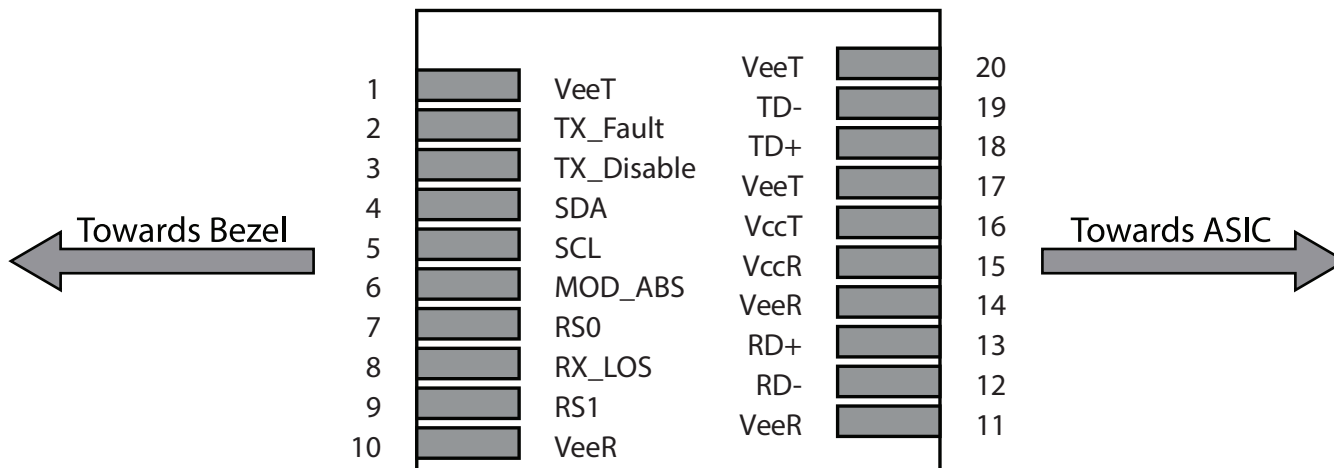 1 VeeT
2 TX_Fault
3 TX_Disable
4 SDA
5 SCL
6 MOD_ABS
7 RS0
8 RX_LOS
9 RS1
10 VeeR
VeeT 20
TD- 19
TD+ 18
VeeT 17
VccT 16
VccR 15
VeeR 14
RD+ 13
RD- 12
VeeR 11
Towards Bezel
Towards ASIC